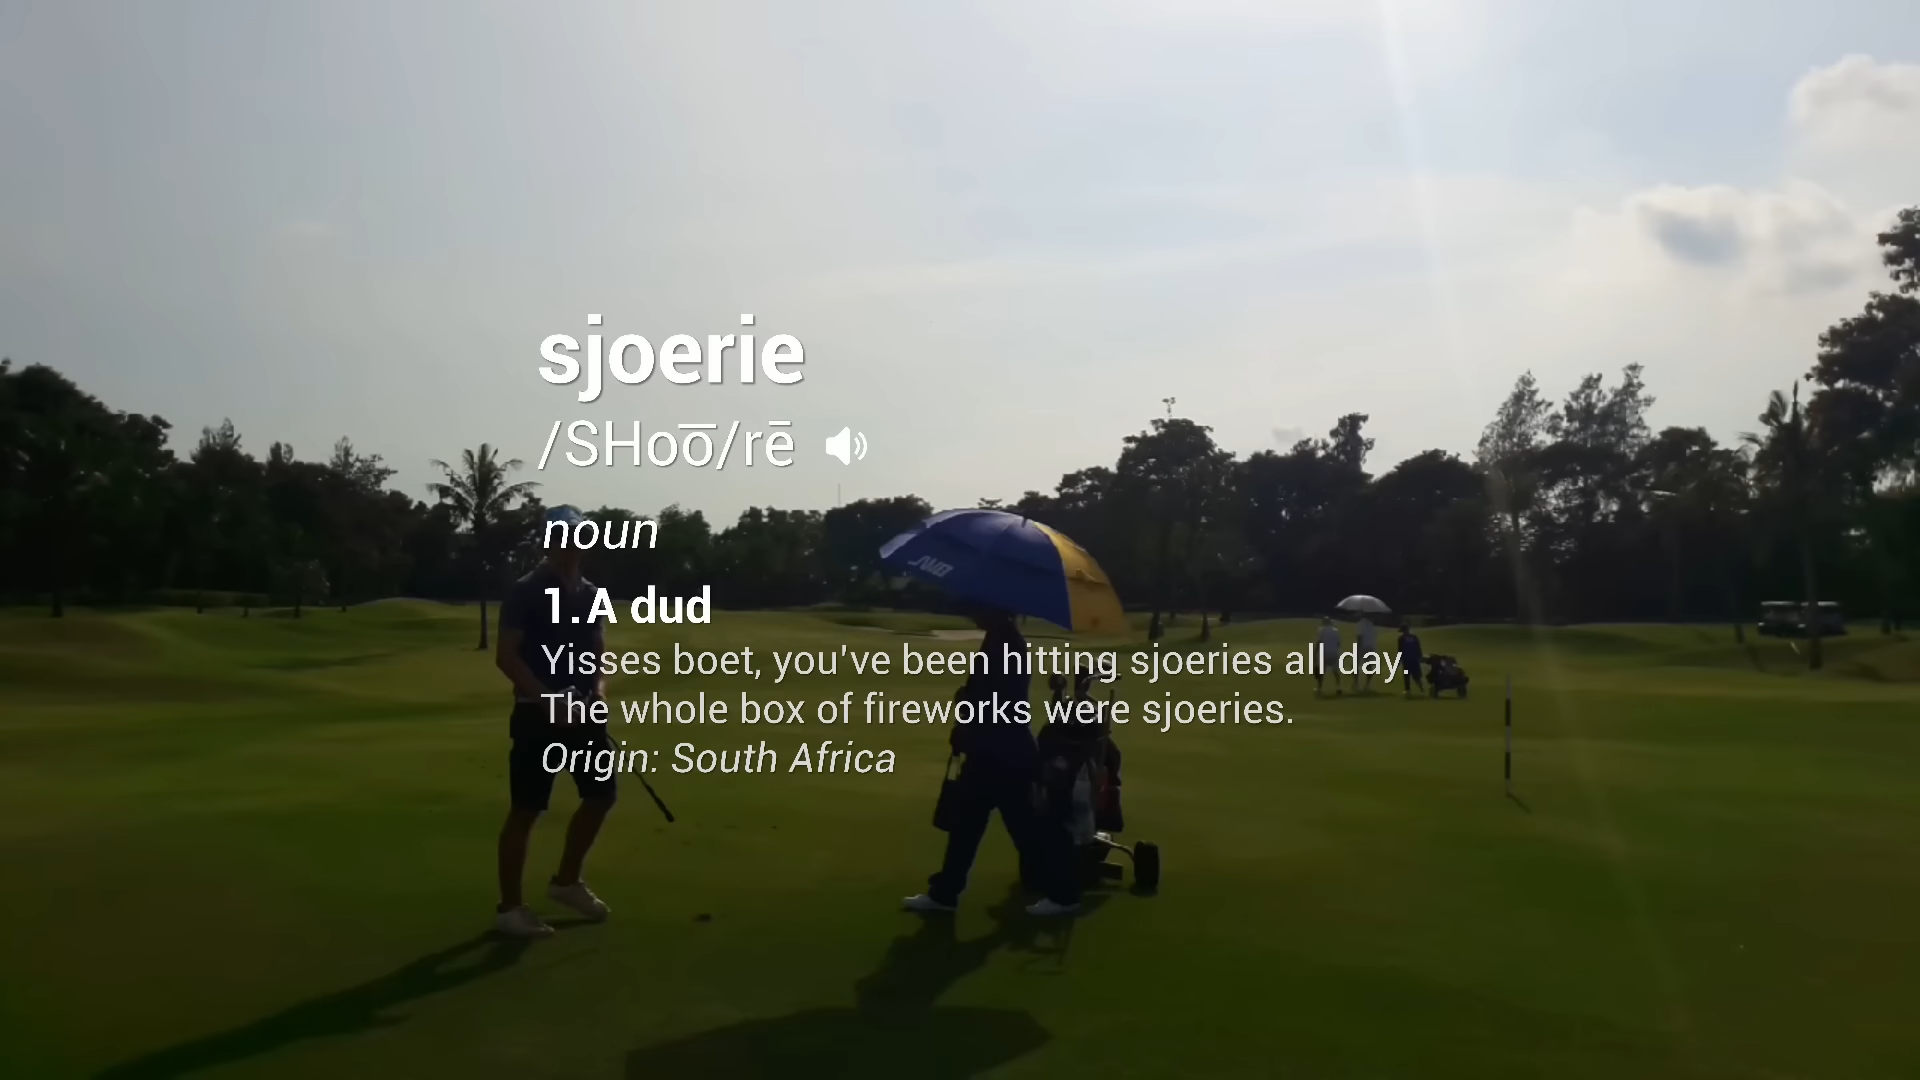 sjoerie
/SHoo͞/rē
noun
1. A dud
Yisses boet, you've been hitting sjoeries all day.
The whole box of fireworks were sjoeries.
Origin: South Africa